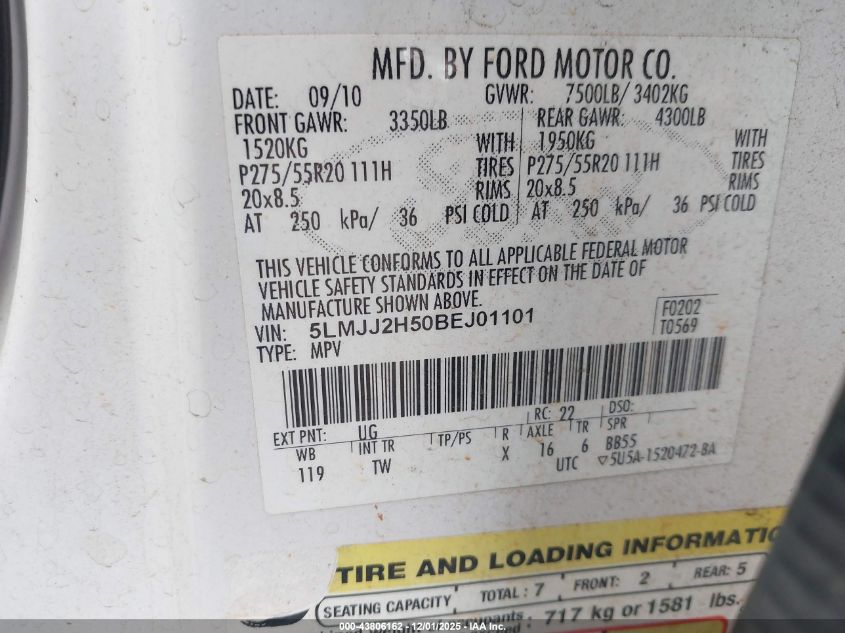 MFD. BY FORD MOTOR CO.
DATE: 09/10 GVWR: 7500LB/ 3402KG
FRONT GAWR: 3350LB REAR GAWR: 4300LB
1520KG WITH 1950KG WITH
P275/55R20 111H TIRES P275/55R20 111H TIRES
20x8.5 RIMS 20x8.5 RIMS
AT 250 kPa/ 36 PSI COLD AT 250 kPa/ 36 PSI COLD
THIS VEHICLE CONFORMS TO ALL APPLICABLE FEDERAL MOTOR
VEHICLE SAFETY STANDARDS IN EFFECT ON THE DATE OF
MANUFACTURE SHOWN ABOVE.
VIN: 5LMJJ2H50BEJ01101 F0202
TYPE: MPV T0569
EXT PNT: UG RC: 22 DSO:
WB INT TR TP/PS R AXLE TR SPR
119 TW X 16 6 BB55
UTC ▽5U5A-1520472-BA
TIRE AND LOADING INFORMATIO
SEATING CAPACITY TOTAL: 7 FRONT: 2 REAR: 5
717 kg or 1581 lbs.
#000-43806162 - 12/01/2025 - IAA Inc.